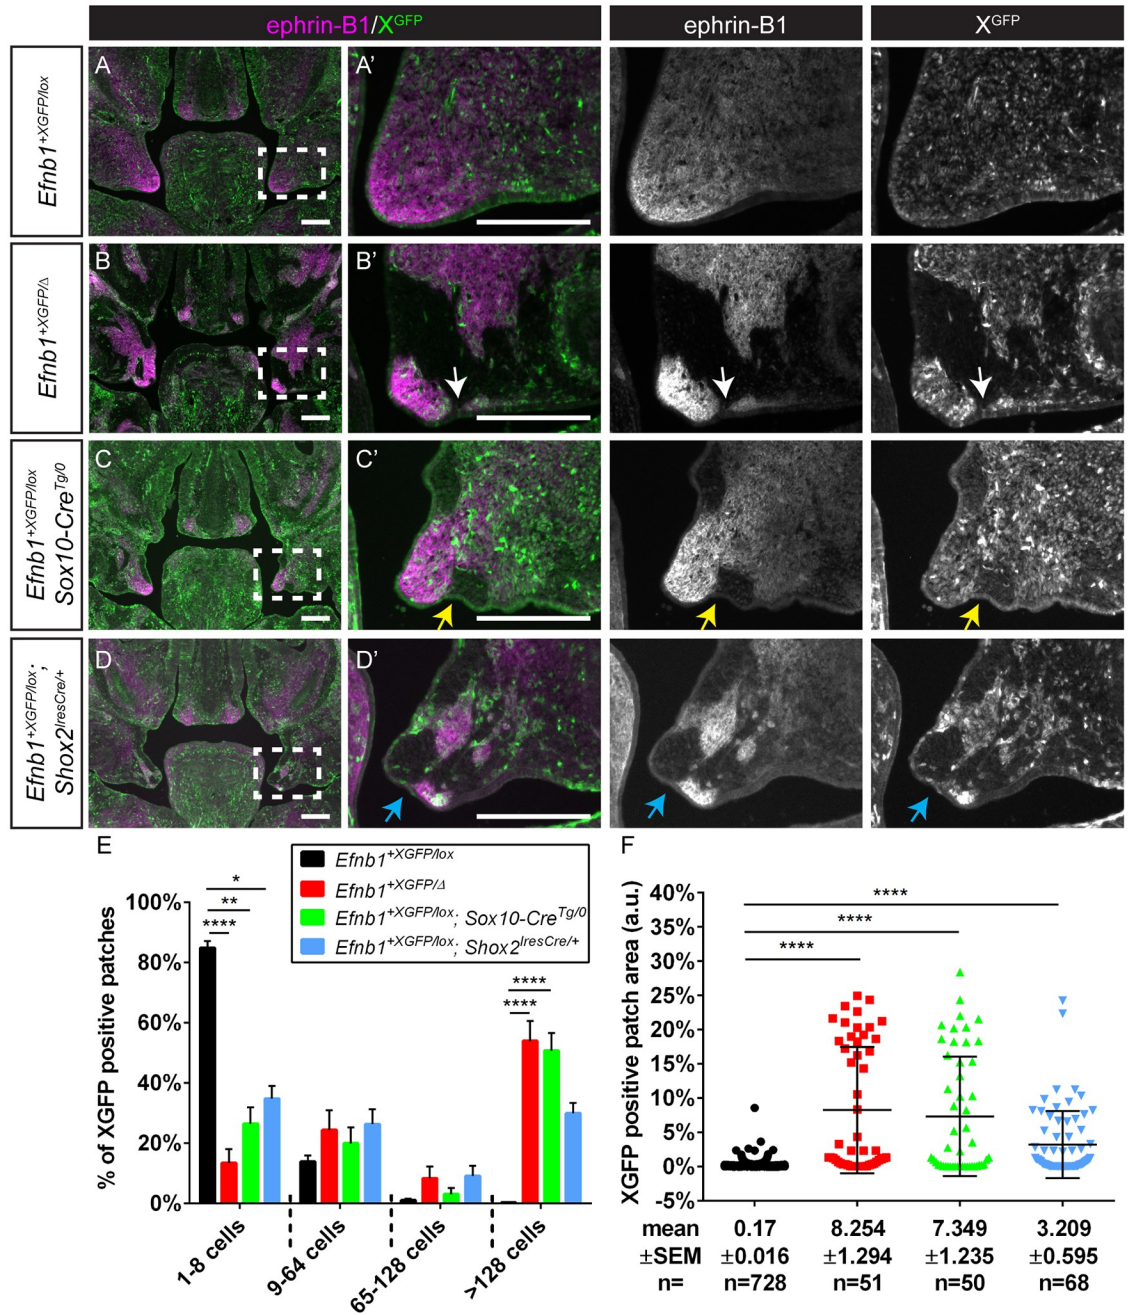 ephrin-B1/X^GFP
ephrin-B1
X^GFP
Efnb1^+XGFP/lox
A
A'
Efnb1^+XGFP/Δ
B
B'
Efnb1^+XGFP/lox
Sox10-Cre^Tg/0
C
C'
Efnb1^+XGFP/lox;
Shox2^IresCre/+
D
D'
E
Efnb1^+XGFP/lox
Efnb1^+XGFP/Δ
Efnb1^+XGFP/lox; Sox10-Cre^Tg/0
Efnb1^+XGFP/lox; Shox2^IresCre/+
% of XGFP positive patches
100%
80%
60%
40%
20%
0%
*
**
****
****
****
1-8 cells
9-64 cells
65-128 cells
>128 cells
F
XGFP positive patch area (a.u.)
40%
35%
30%
25%
20%
15%
10%
5%
0%
-5%
****
****
****
mean 0.17 8.254 7.349 3.209
±SEM ±0.016 ±1.294 ±1.235 ±0.595
n= n=728 n=51 n=50 n=68